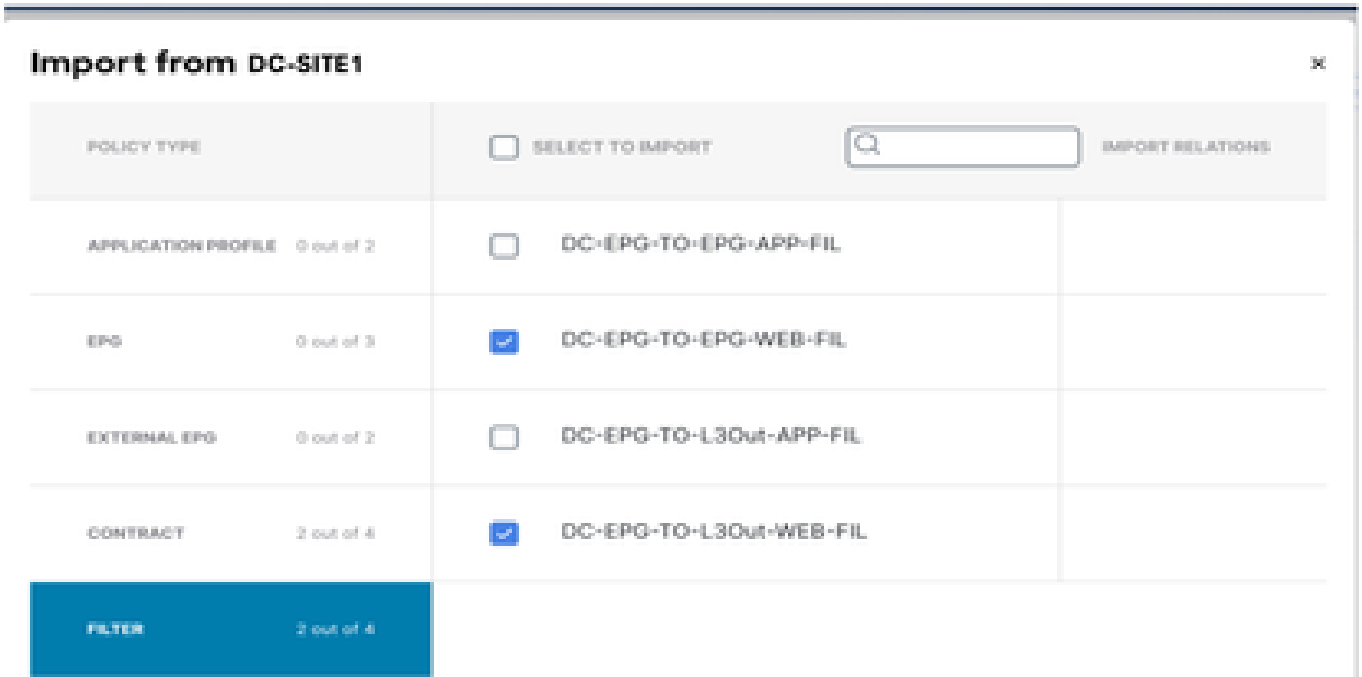 Import from DC-SITE1 ×
POLICY TYPE SELECT TO IMPORT IMPORT RELATIONS
APPLICATION PROFILE 0 out of 2 DC-EPG-TO-EPG-APP-FIL
EPG 0 out of 3 DC-EPG-TO-EPG-WEB-FIL
EXTERNAL EPG 0 out of 2 DC-EPG-TO-L3Out-APP-FIL
CONTRACT 2 out of 4 DC-EPG-TO-L3Out-WEB-FIL
FILTER 2 out of 4